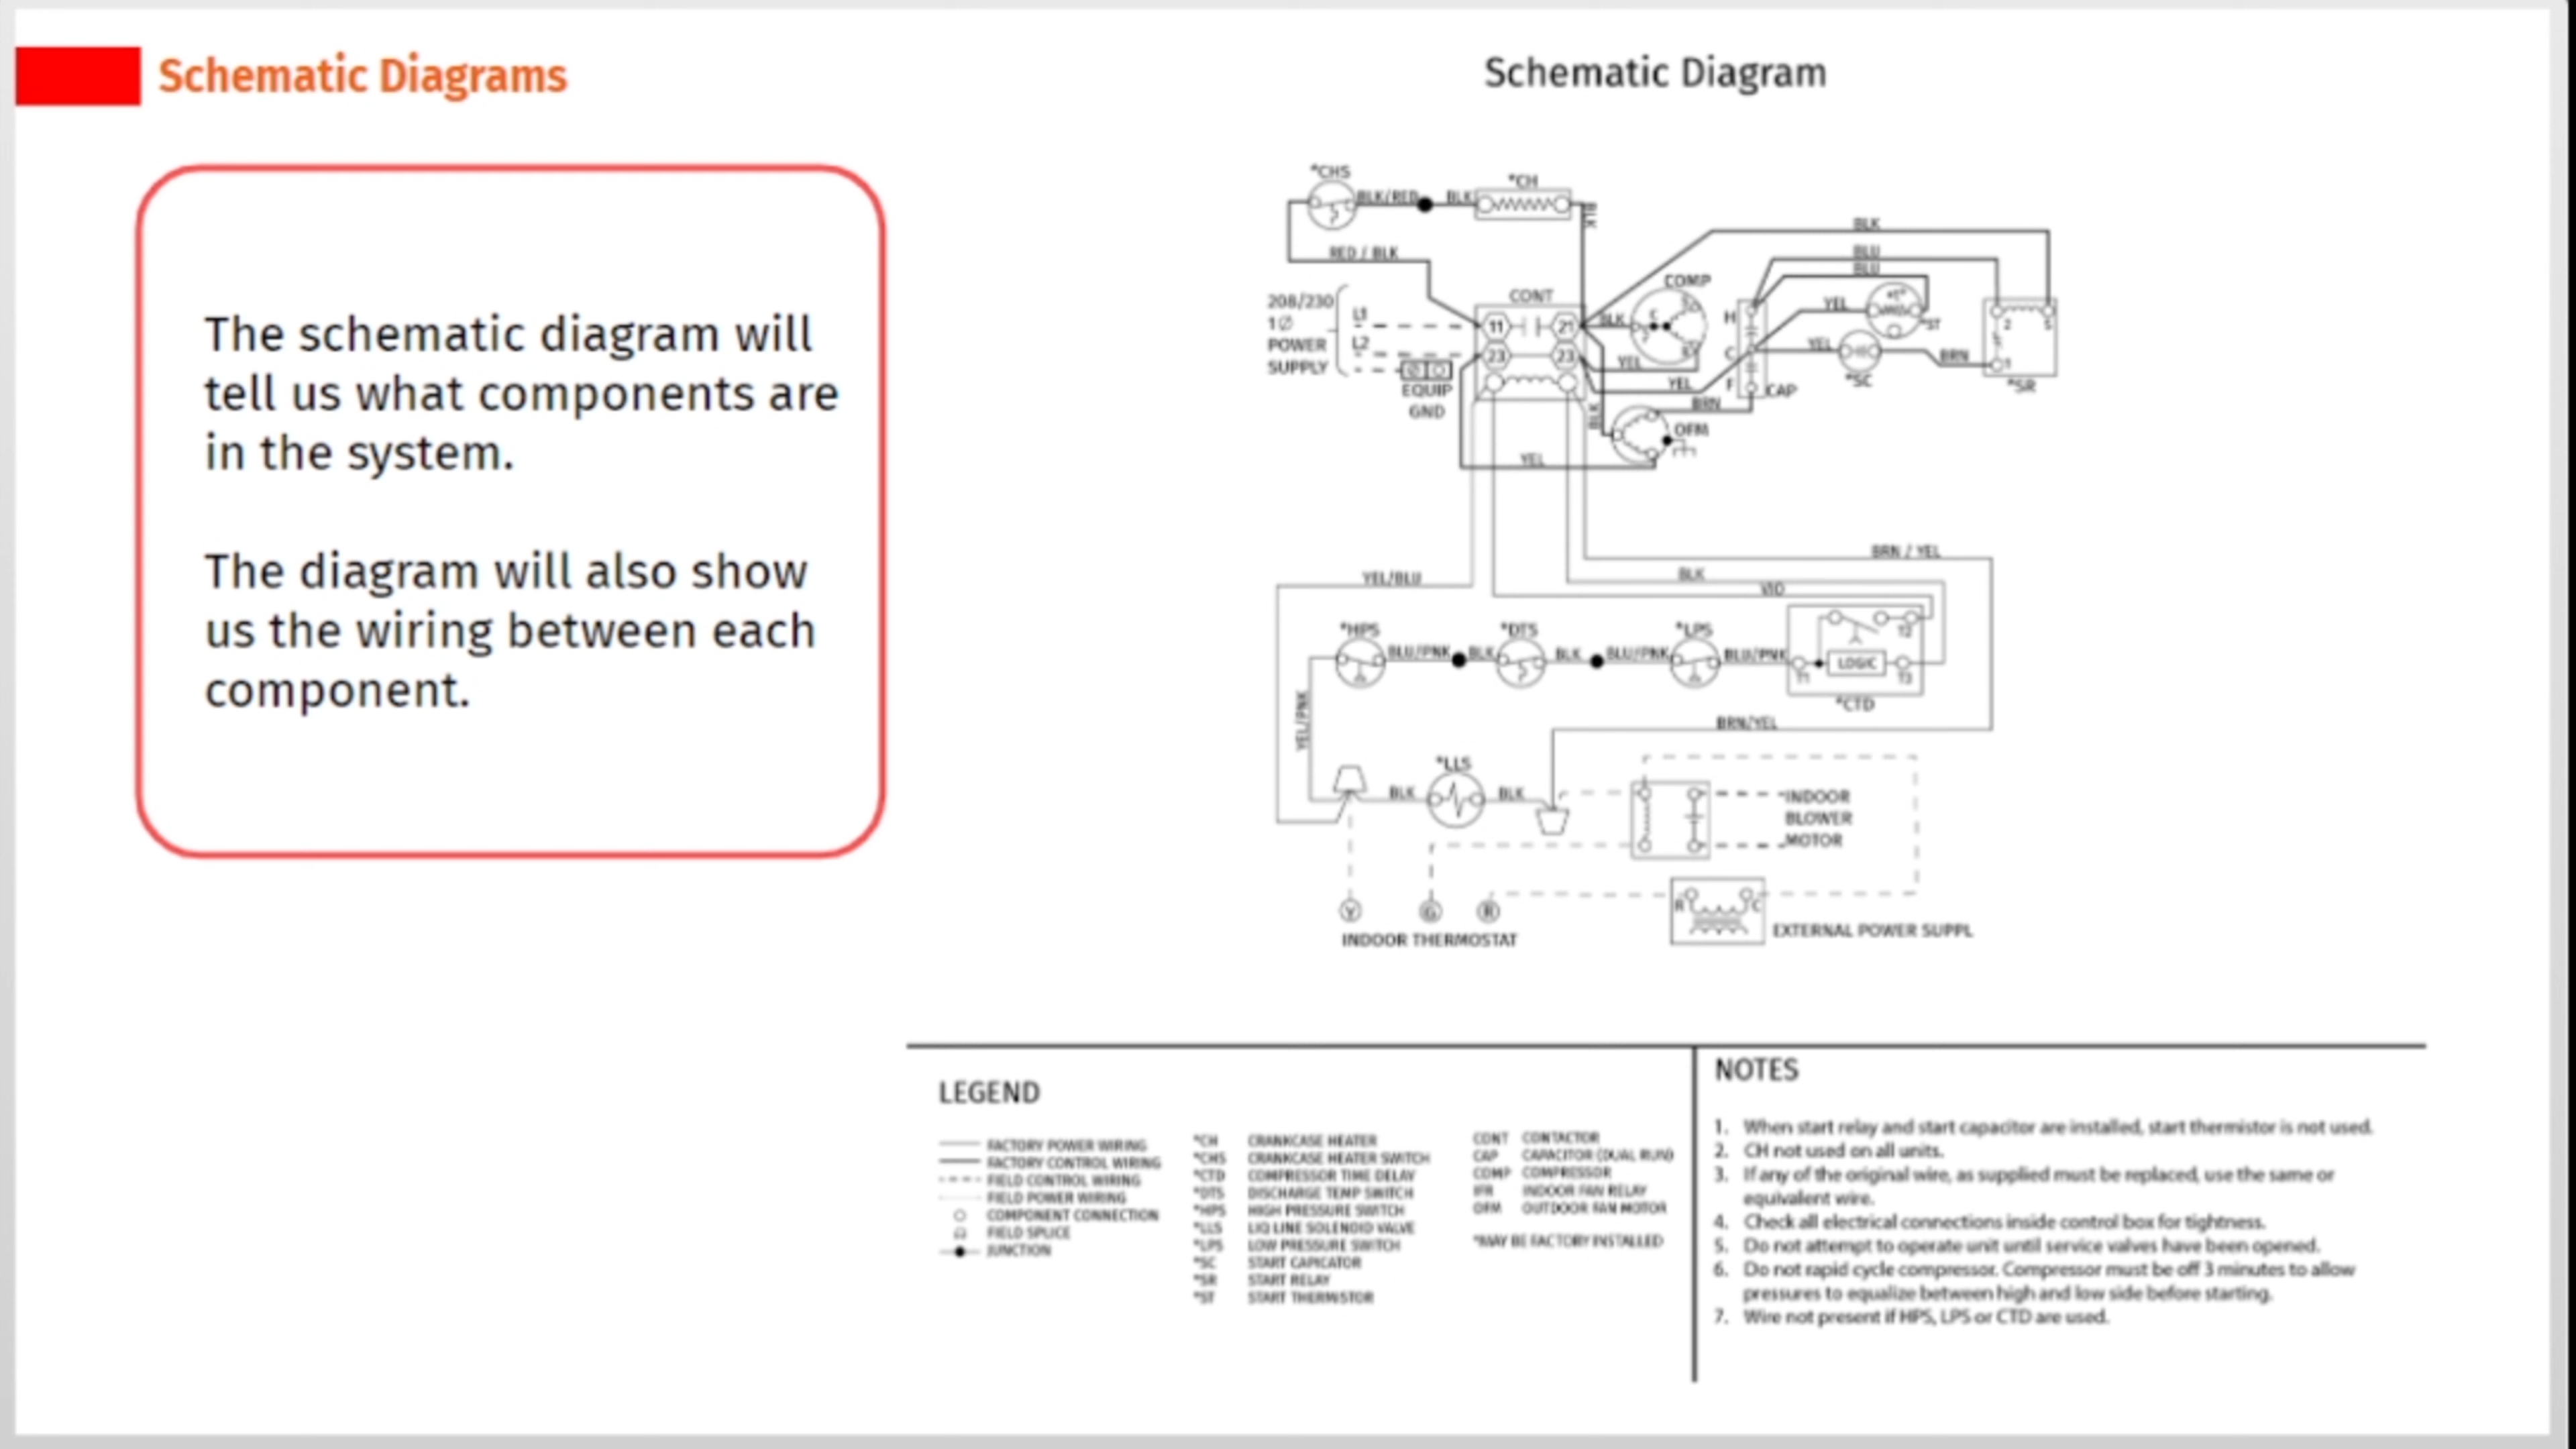 Schematic Diagrams
The schematic diagram will
tell us what components are
in the system.
The diagram will also show
us the wiring between each
component.
Schematic Diagram
*CHS
BLK/RED
BLK
*CH
BLK
RED / BLK
BLK
BLU
BLU
COMP
CONT
208/230
1∅
POWER
SUPPLY
L1
L2
11
21
23
23
BLK
C
YEL
YEL
H
C
F
CAP
YEL
*ST
YEL
*SC
BRN
2
5
1
*SR
EQUIP
GND
BLK
BRN
OFM
YEL
BRN / YEL
YEL/BLU
BLK
VIO
*HPS
BLU/PNK
BLK
*DTS
BLK
BLU/PNK
*LPS
BLU/PNK
T1
LOGIC
T2
T3
*CTD
YEL/PNK
BRN/YEL
*LLS
BLK
BLK
INDOOR
BLOWER
MOTOR
Y
G
R
INDOOR THERMOSTAT
R
C
EXTERNAL POWER SUPPL
LEGEND
FACTORY POWER WIRING
FACTORY CONTROL WIRING
FIELD CONTROL WIRING
FIELD POWER WIRING
COMPONENT CONNECTION
FIELD SPLICE
JUNCTION
*CH CRANKCASE HEATER
*CHS CRANKCASE HEATER SWITCH
*CTD COMPRESSOR TIME DELAY
*DTS DISCHARGE TEMP SWITCH
*HPS HIGH PRESSURE SWITCH
*LLS LIQ LINE SOLENOID VALVE
*LPS LOW PRESSURE SWITCH
*SC START CAPICATOR
*SR START RELAY
*ST START THERMISTOR
CONT CONTACTOR
CAP CAPACITOR (DUAL RUN)
COMP COMPRESSOR
IFR INDOOR FAN RELAY
OFM OUTDOOR FAN MOTOR
*MAY BE FACTORY INSTALLED
NOTES
1. When start relay and start capacitor are installed, start thermistor is not used.
2. CH not used on all units.
3. If any of the original wire, as supplied must be replaced, use the same or
equivalent wire.
4. Check all electrical connections inside control box for tightness.
5. Do not attempt to operate unit until service valves have been opened.
6. Do not rapid cycle compressor. Compressor must be off 3 minutes to allow
pressures to equalize between high and low side before starting.
7. Wire not present if HPS, LPS or CTD are used.